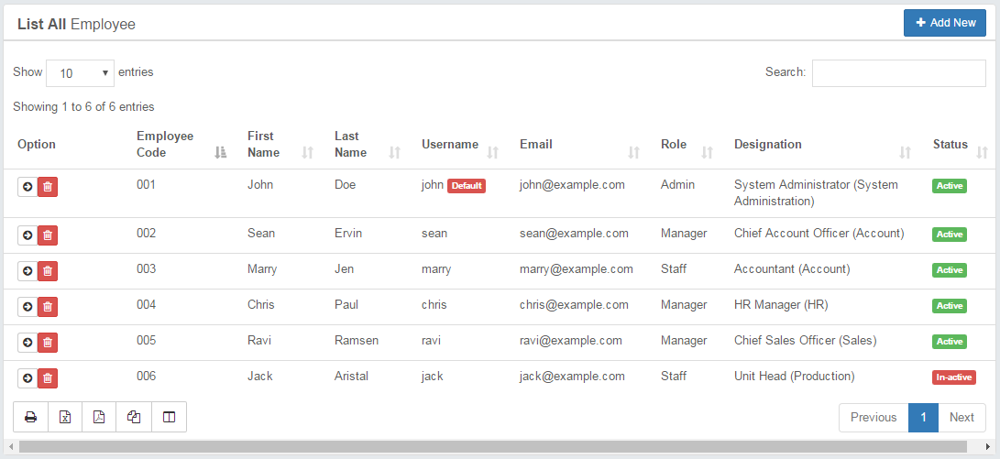 List All Employee
Add New
Show 10 entries
Search:
Showing 1 to 6 of 6 entries
Option Employee Code First Name Last Name Username Email Role Designation Status
001 John Doe john Default john@example.com Admin System Administrator (System Administration) Active
002 Sean Ervin sean sean@example.com Manager Chief Account Officer (Account) Active
003 Marry Jen marry marry@example.com Staff Accountant (Account) Active
004 Chris Paul chris chris@example.com Manager HR Manager (HR) Active
005 Ravi Ramsen ravi ravi@example.com Manager Chief Sales Officer (Sales) Active
006 Jack Aristal jack jack@example.com Staff Unit Head (Production) In-active
Previous 1 Next